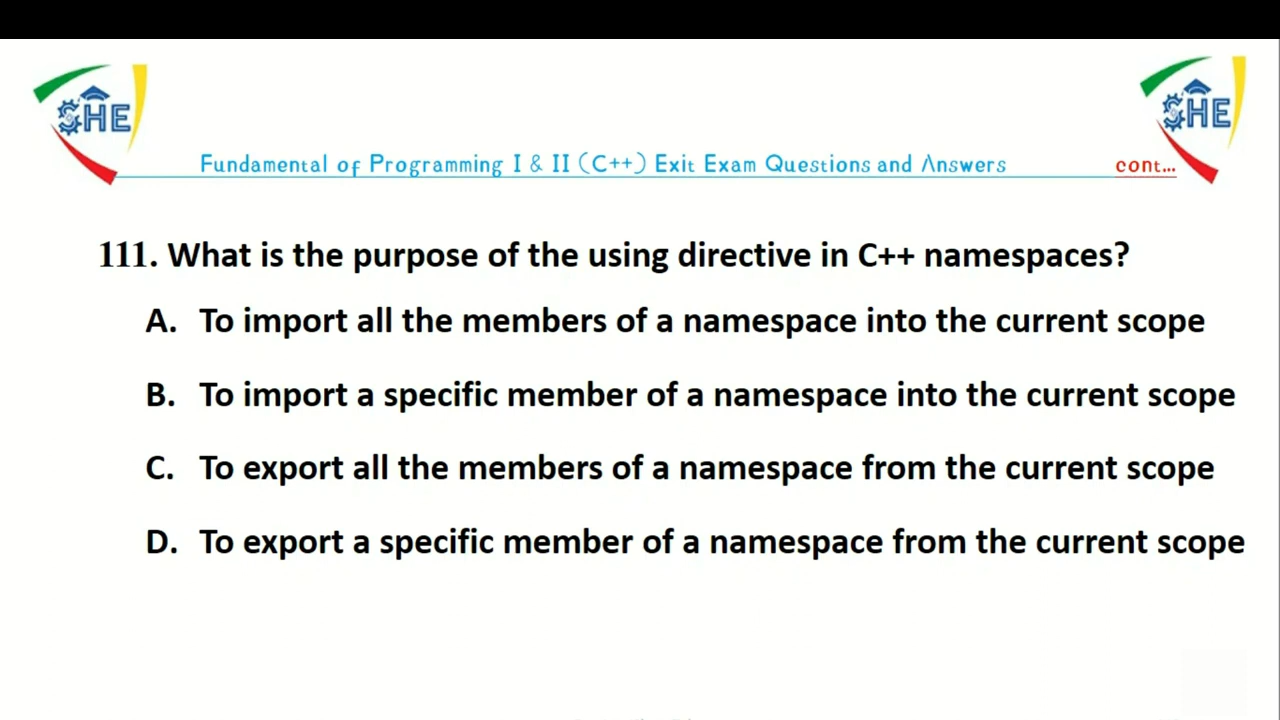 SHE
SHE
Fundamental of Programming I & II (C++) Exit Exam Questions and Answers cont...
111. What is the purpose of the using directive in C++ namespaces?
A. To import all the members of a namespace into the current scope
B. To import a specific member of a namespace into the current scope
C. To export all the members of a namespace from the current scope
D. To export a specific member of a namespace from the current scope